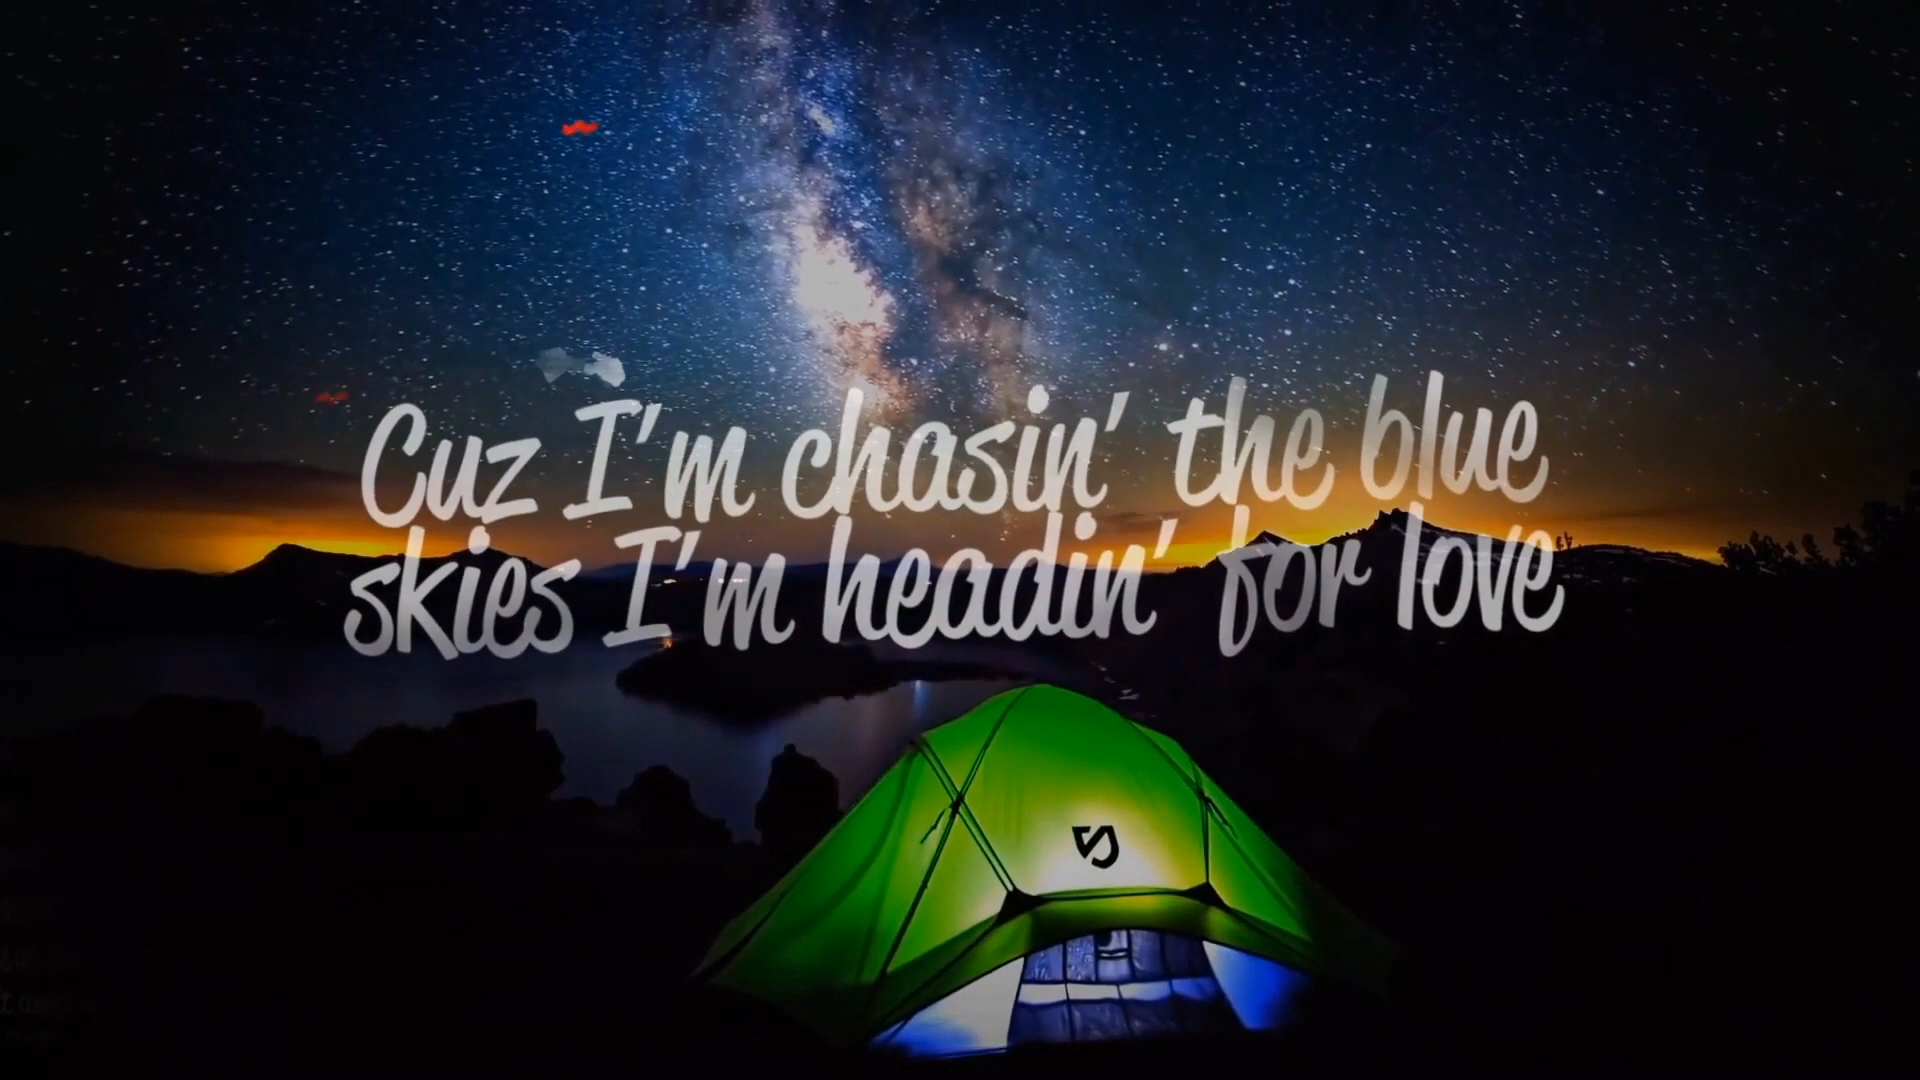 Cuz I'm chasin' the blue
skies I'm headin' for love